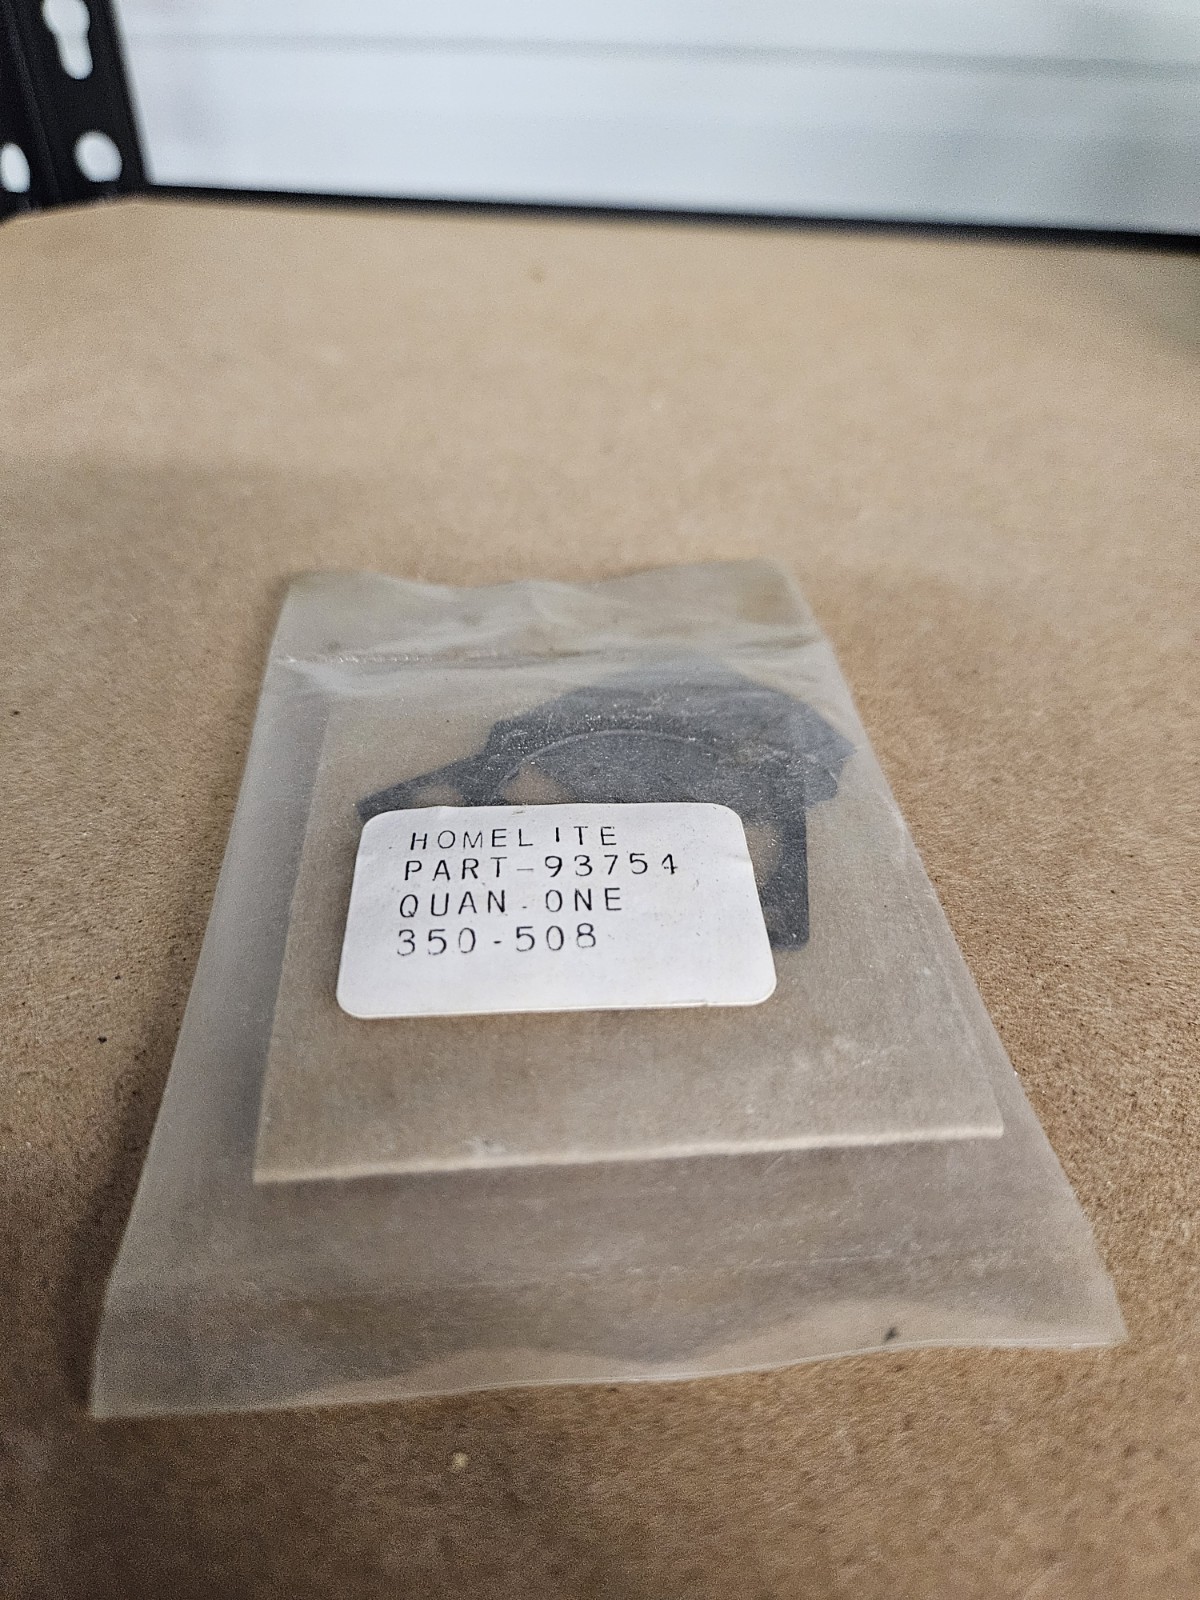 HOMELITE
PART-93754
QUAN. ONE
350-508